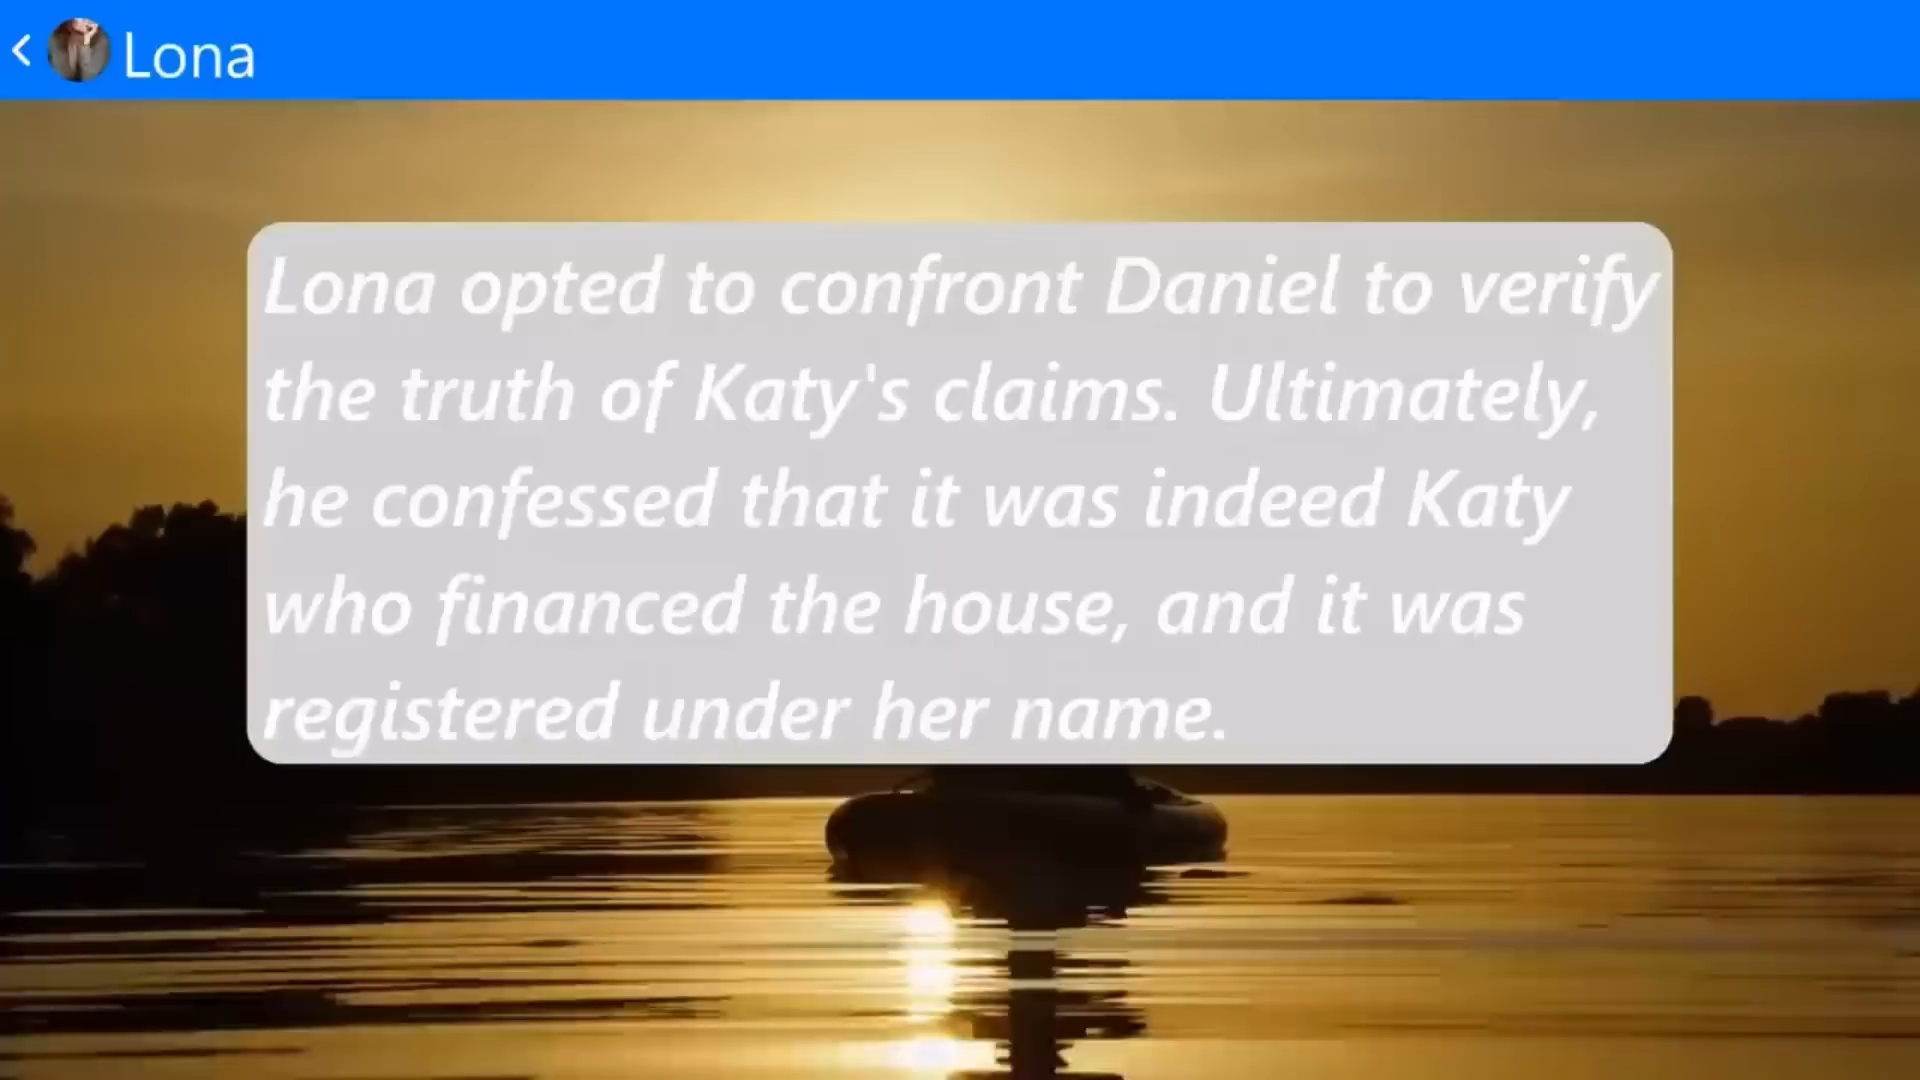 Lona
Lona opted to confront Daniel to verify
the truth of Katy's claims. Ultimately,
he confessed that it was indeed Katy
who financed the house, and it was
registered under her name.